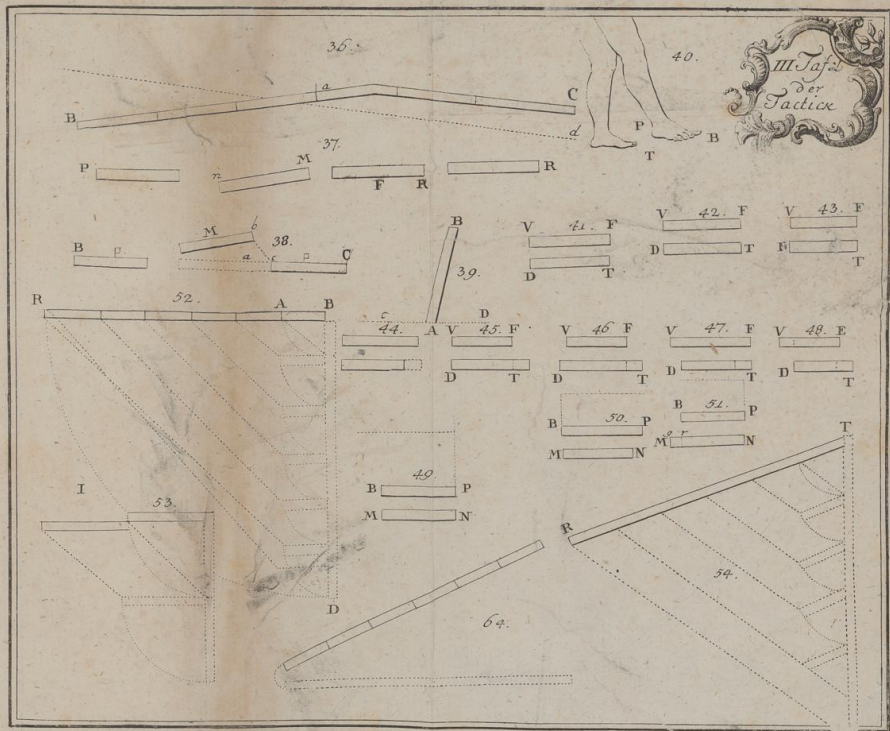 III Tafel
der
Tactick
36.
40.
a
B
C
d
P
T
B
37.
P
n
M
F
R
R
38.
B
p
M
b
a
c
p
C
39.
B
A
c
D
41.
V
F
D
T
42.
V
F
D
T
43.
V
F
T
52.
R
A
B
D
44.
45.
V
F
D
T
46
V
F
D
T
47.
V
F
D
T
48.
V
E
D
T
49.
B
P
M
N
50.
B
P
M
N
51.
B
P
M
r
N
I
53.
54.
R
T
64.